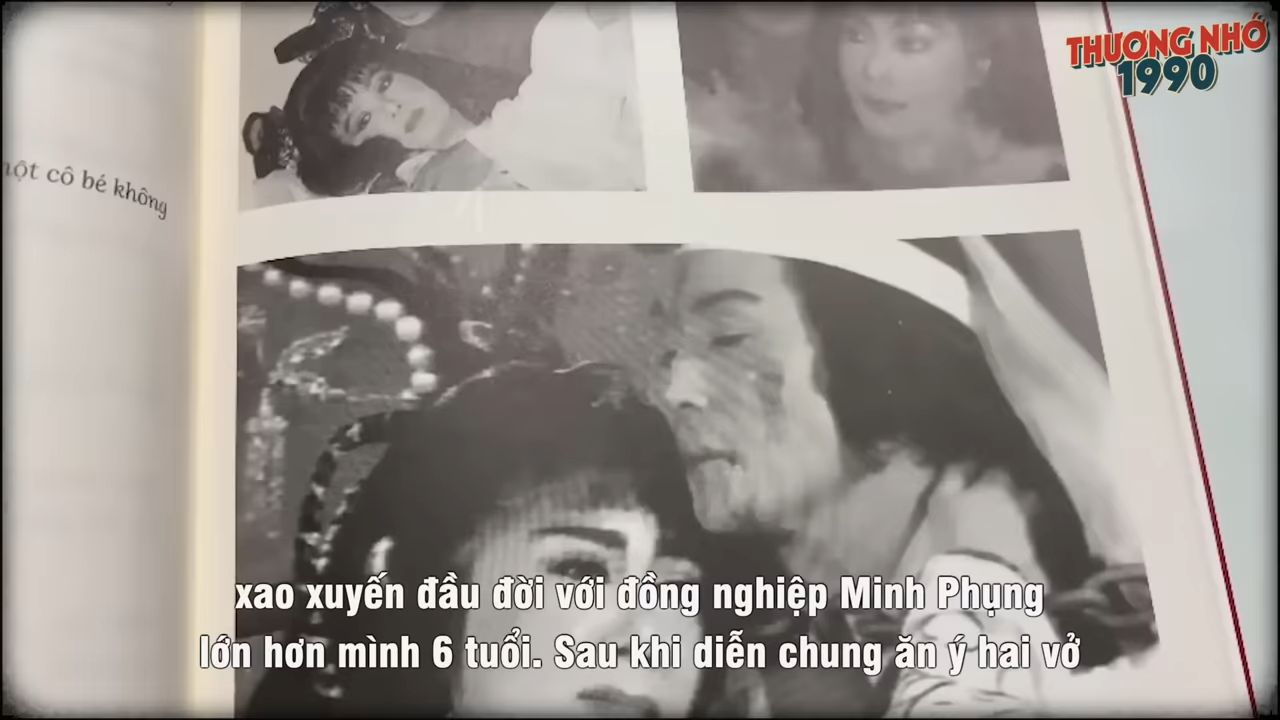 THƯƠNG NHỚ
1990
một cô bé không
xao xuyến đầu đời với đồng nghiệp Minh Phụng
lớn hơn mình 6 tuổi. Sau khi diễn chung ăn ý hai vở